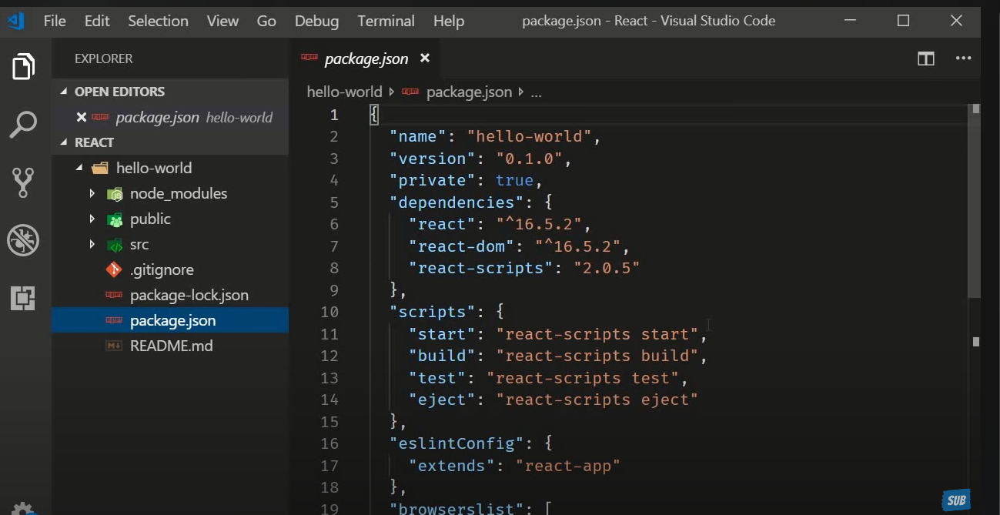 File Edit Selection View Go Debug Terminal Help package.json - React - Visual Studio Code
EXPLORER
OPEN EDITORS
package.json hello-world
REACT
hello-world
node_modules
public
src
.gitignore
package-lock.json
package.json
README.md
package.json
hello-world package.json ...
1 {
2 "name": "hello-world",
3 "version": "0.1.0",
4 "private": true,
5 "dependencies": {
6 "react": "^16.5.2",
7 "react-dom": "^16.5.2",
8 "react-scripts": "2.0.5"
9 },
10 "scripts": {
11 "start": "react-scripts start",
12 "build": "react-scripts build",
13 "test": "react-scripts test",
14 "eject": "react-scripts eject"
15 },
16 "eslintConfig": {
17 "extends": "react-app"
18 },
19 "browserslist": [
SUB